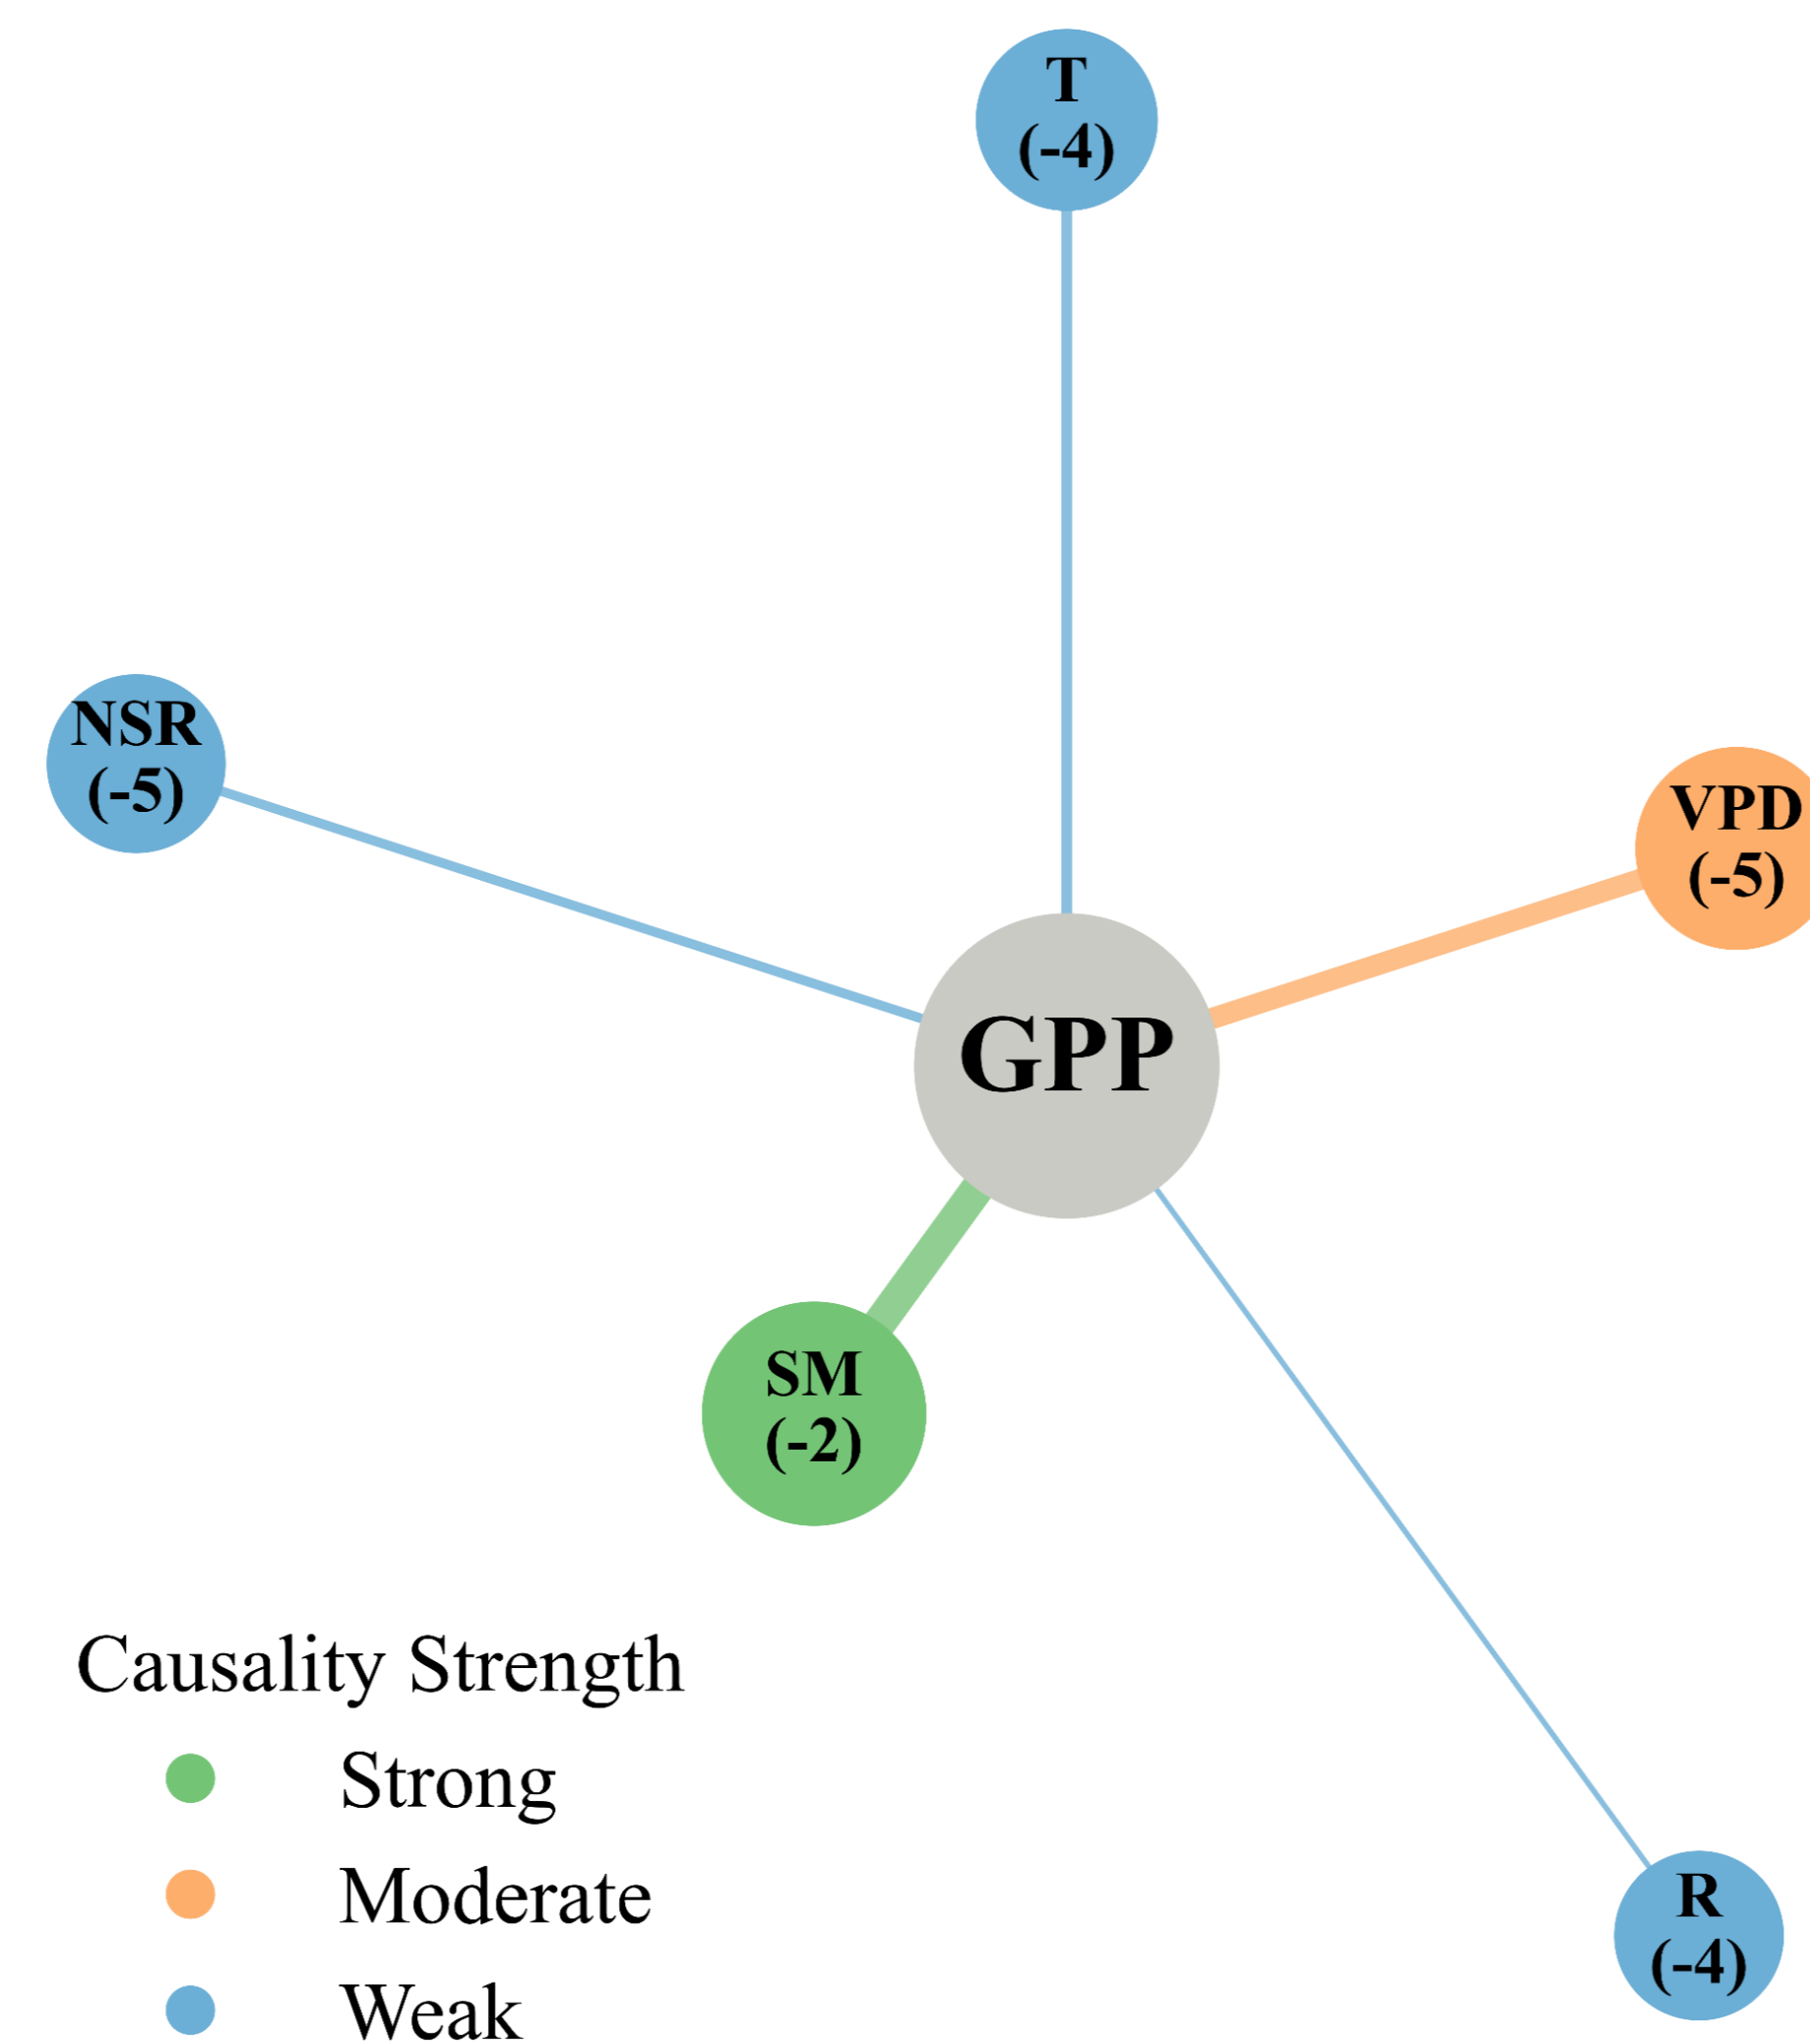 T
(-4)
NSR
(-5)
VPD
(-5)
GPP
SM
(-2)
Causality Strength
Strong
Moderate
Weak
R
(-4)